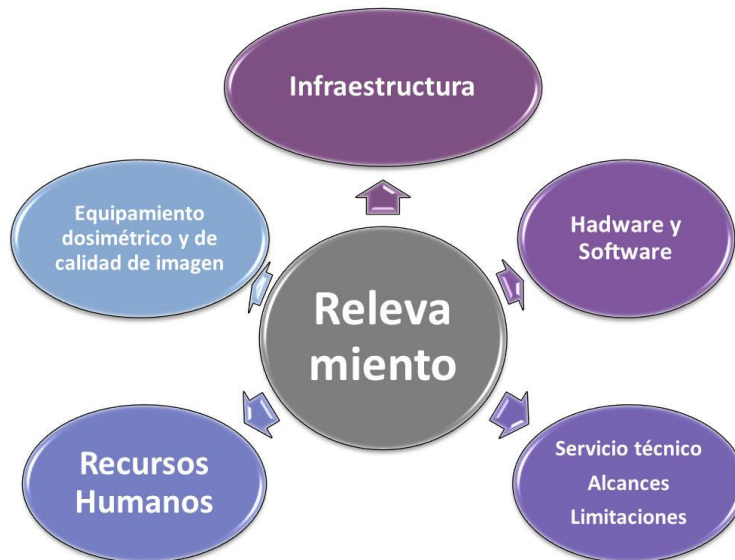 Infraestructura
Equipamiento
dosimétrico y de
calidad de imagen
Hadware y
Software
Releva
miento
Recursos
Humanos
Servicio técnico
Alcances
Limitaciones